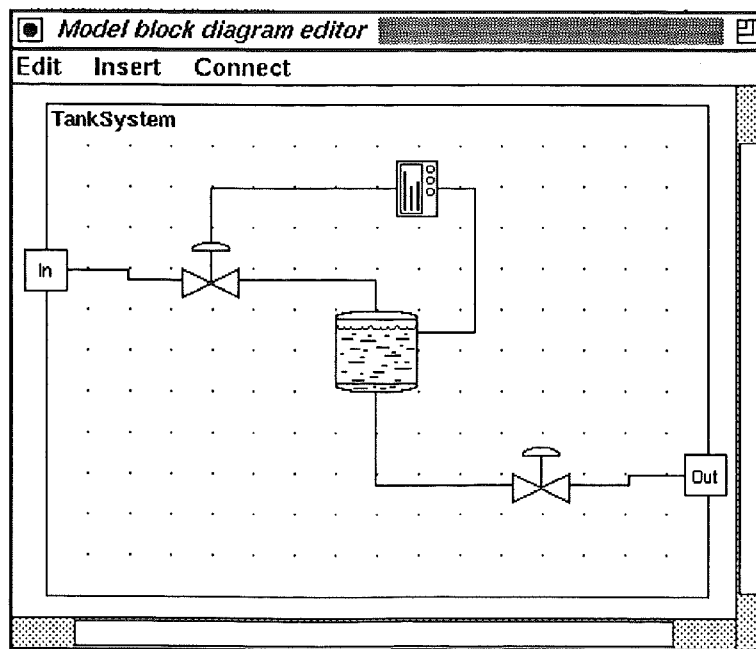 Model block diagram editor
Edit Insert Connect
TankSystem
In
Out